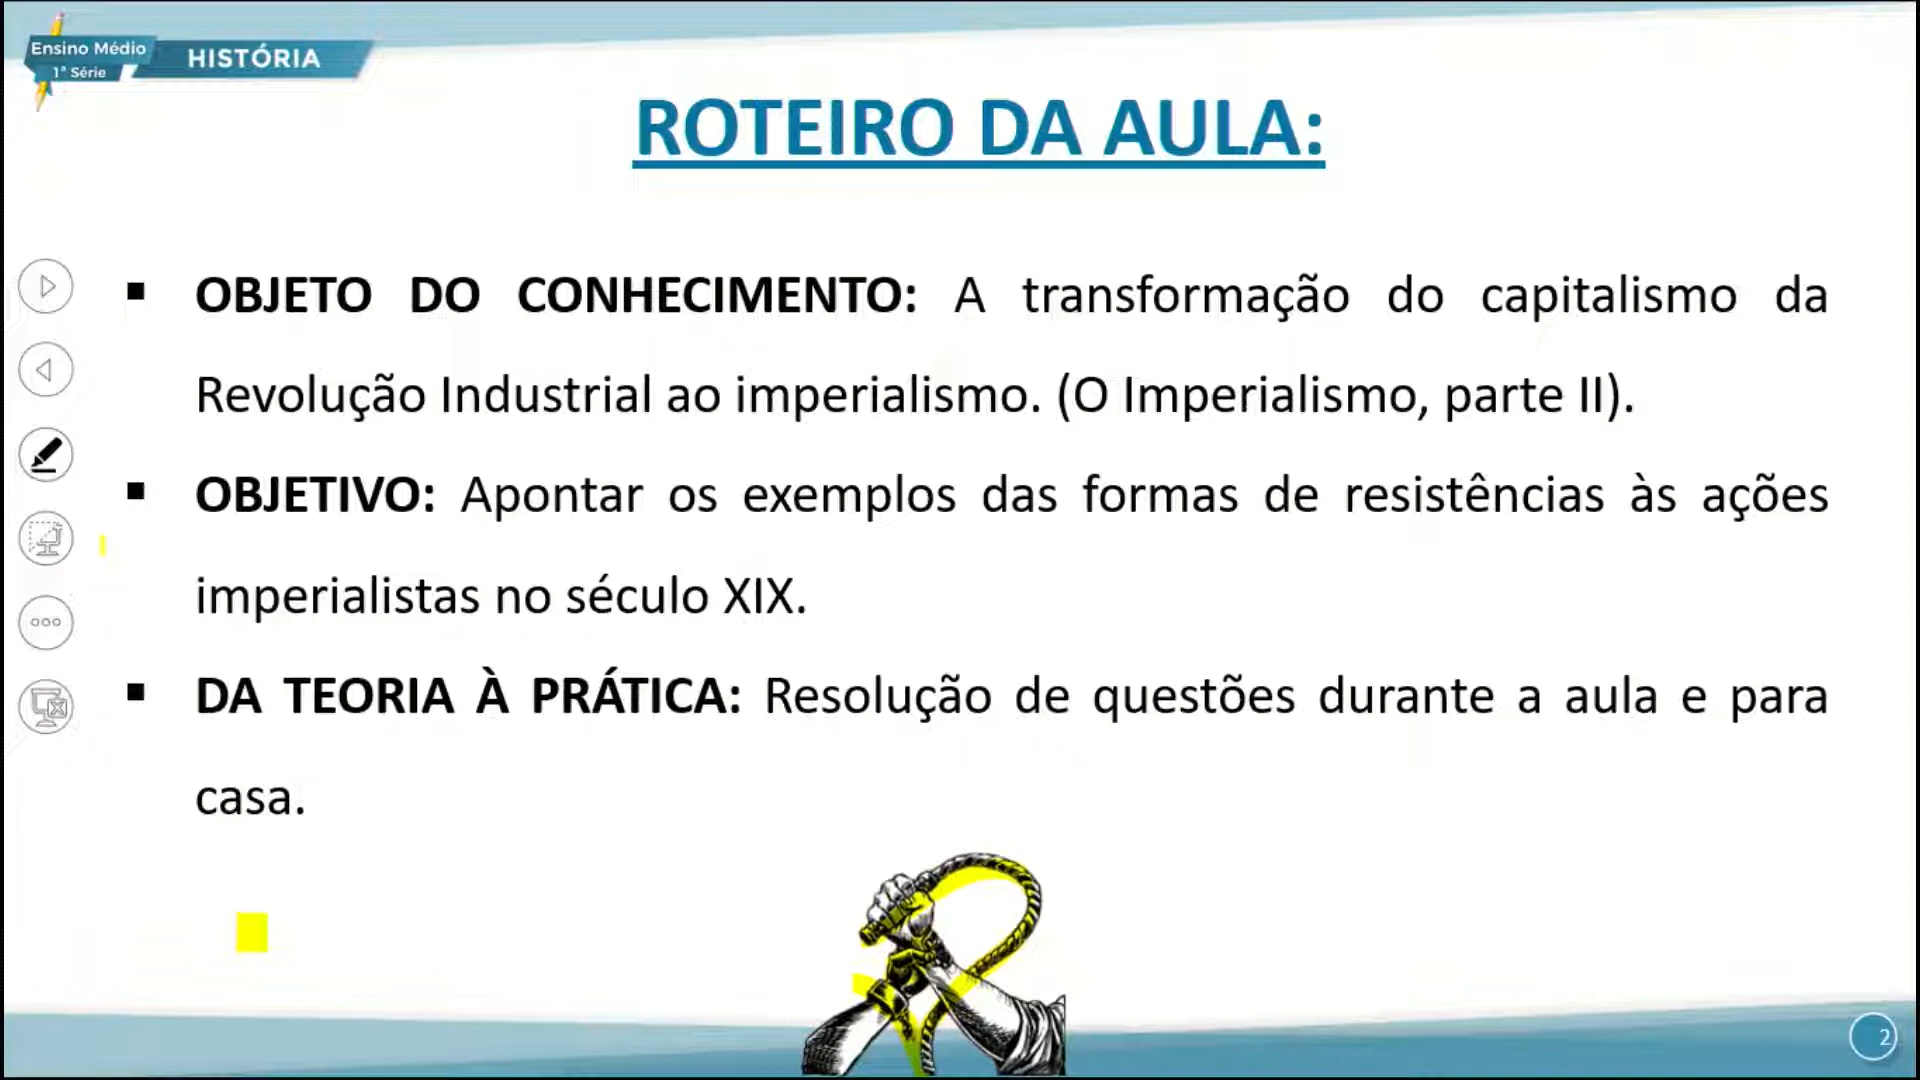 Ensino Médio
1ª Série
HISTÓRIA
ROTEIRO DA AULA:
▪ OBJETO DO CONHECIMENTO: A transformação do capitalismo da
Revolução Industrial ao imperialismo. (O Imperialismo, parte II).
▪ OBJETIVO: Apontar os exemplos das formas de resistências às ações
imperialistas no século XIX.
▪ DA TEORIA À PRÁTICA: Resolução de questões durante a aula e para
casa.
2